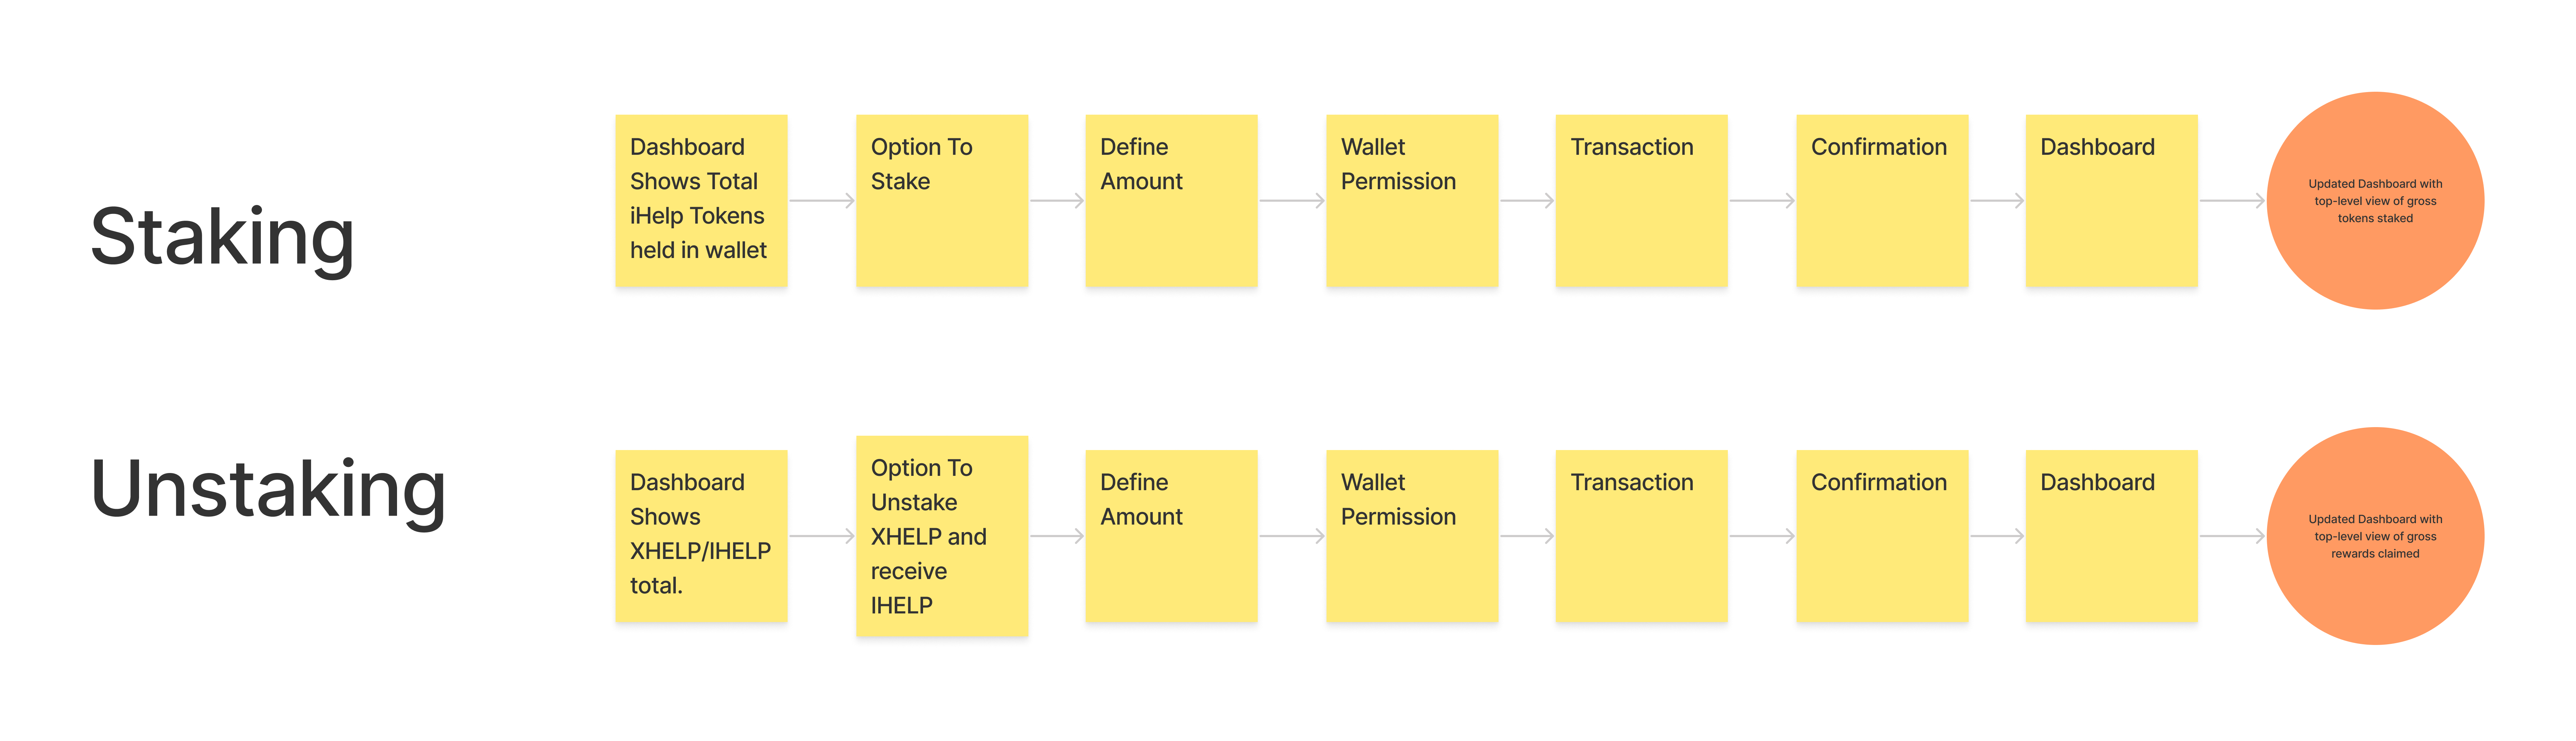 Staking
Dashboard
Shows Total
iHelp Tokens
held in wallet
Option To
Stake
Define
Amount
Wallet
Permission
Transaction
Confirmation
Dashboard
Updated Dashboard with
top-level view of gross
tokens staked
Unstaking
Dashboard
Shows
XHELP/IHELP
total.
Option To
Unstake
XHELP and
receive
IHELP
Define
Amount
Wallet
Permission
Transaction
Confirmation
Dashboard
Updated Dashboard with
top-level view of gross
rewards claimed